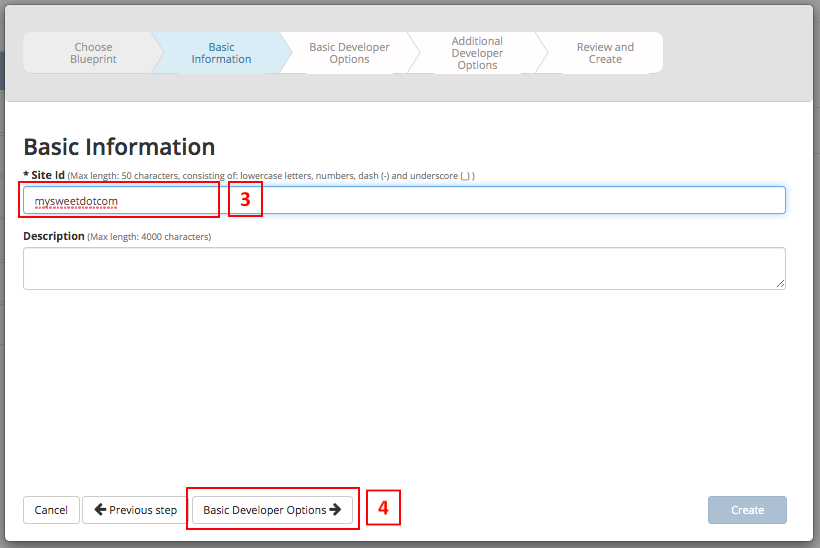 Choose
Blueprint
Basic
Information
Basic Developer
Options
Additional
Developer
Options
Review and
Create
Basic Information
* Site Id (Max length: 50 characters, consisting of: lowercase letters, numbers, dash (-) and underscore (_) )
mysweetdotcom
3
Description (Max length: 4000 characters)
Cancel
Previous step
Basic Developer Options
4
Create